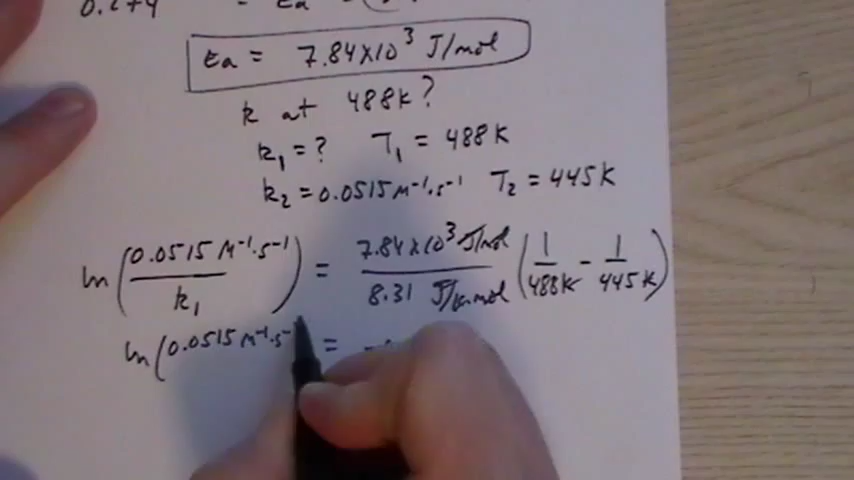 = Ea =
Ea = 7.84x10³ J/mol
k at 488K?
k₁ = ? T₁ = 488K
k₂ = 0.0515 M⁻¹·s⁻¹ T₂ = 445K
ln(0.0515 M⁻¹·s⁻¹ / k₁) = 7.84x10³ J/mol / 8.31 J/K·mol (1/488K - 1/445K)
ln(0.0515 M⁻¹·s⁻¹ =